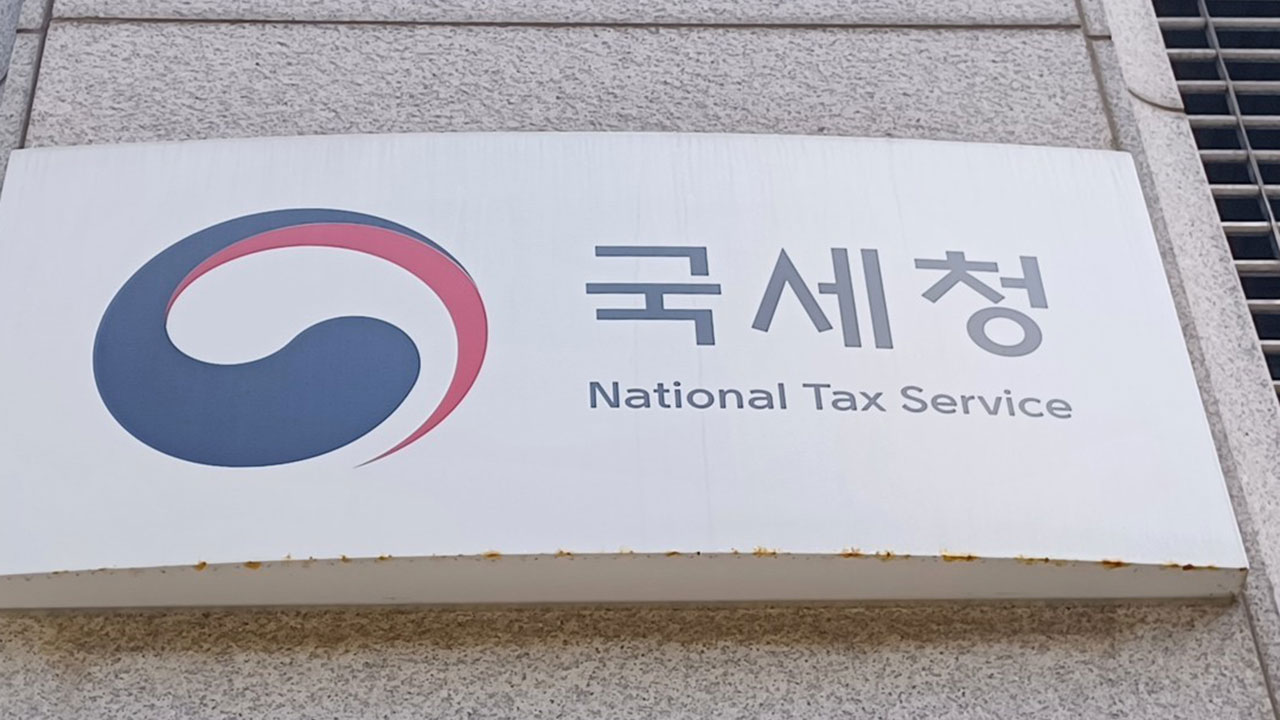 국세청
National Tax Service